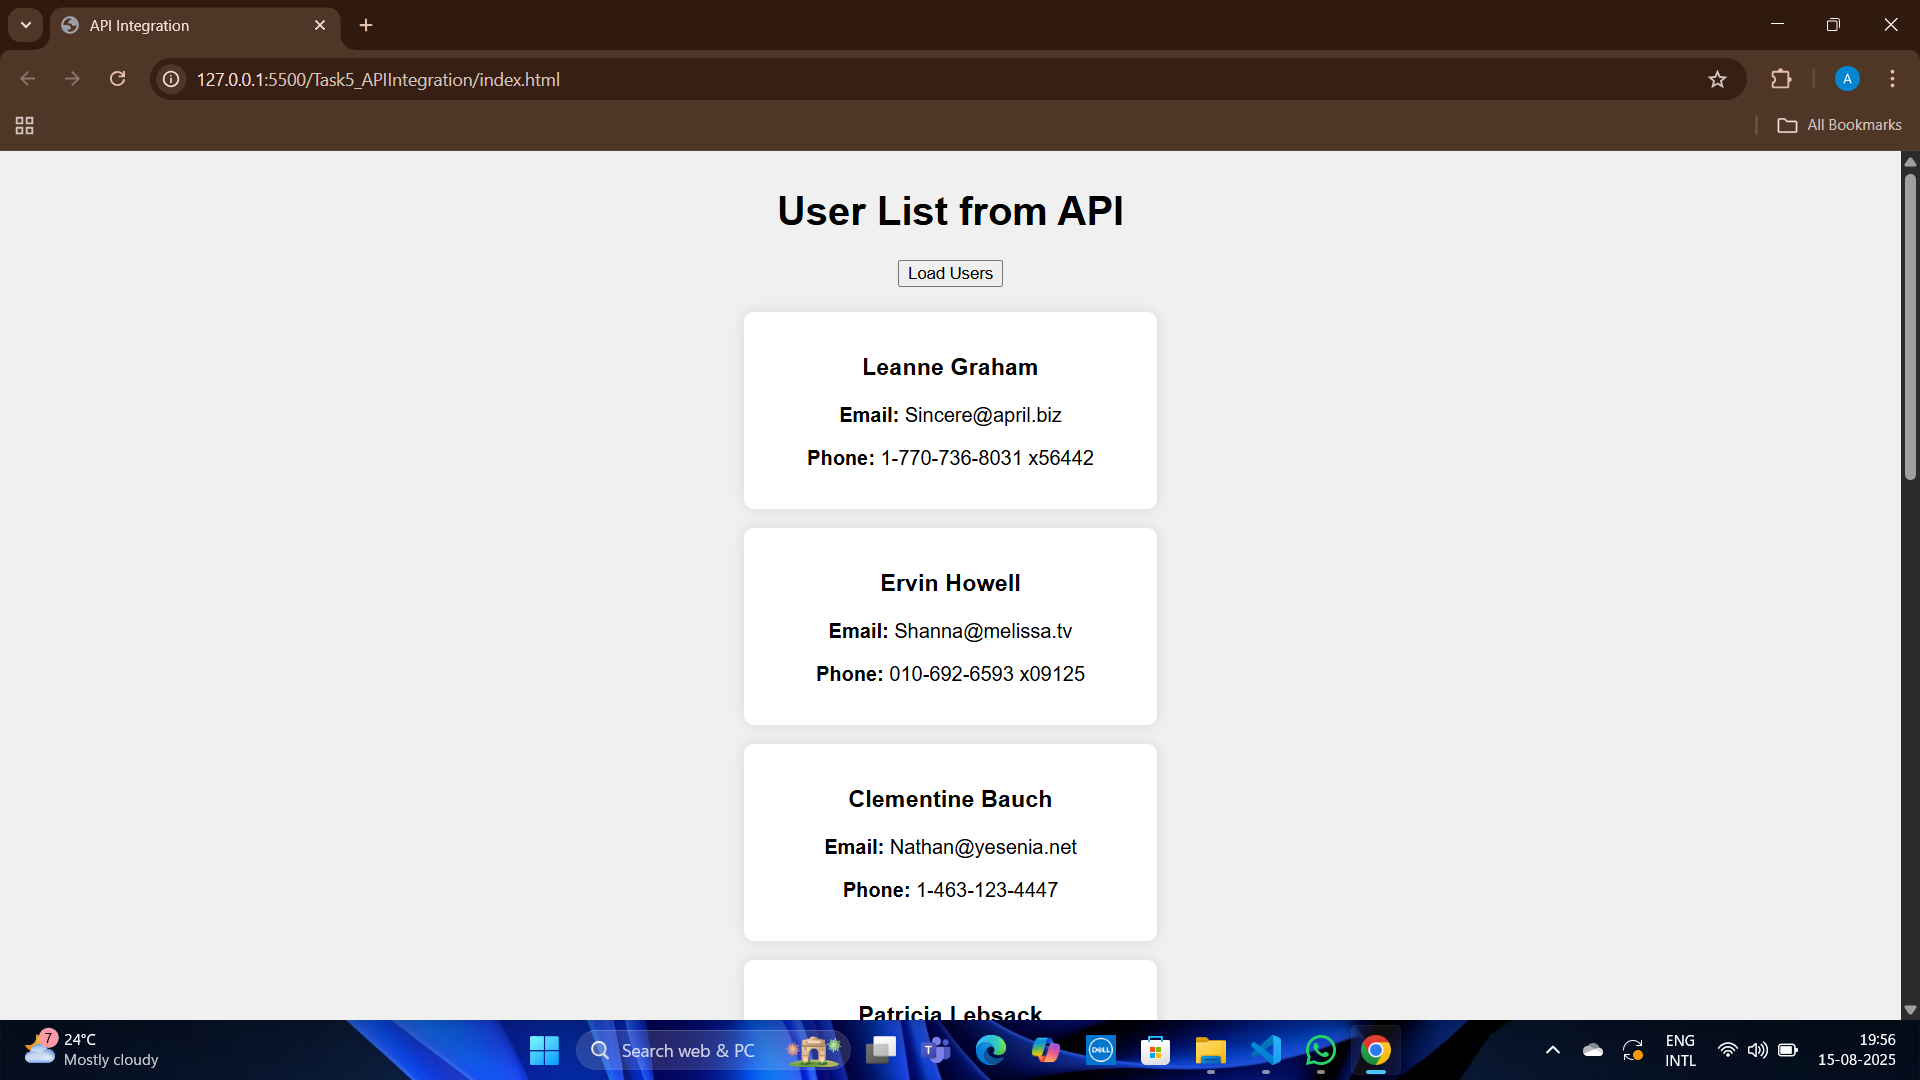 API Integration
127.0.0.1:5500/Task5_APIIntegration/index.html
A
All Bookmarks
User List from API
Load Users
Leanne Graham
Email: Sincere@april.biz
Phone: 1-770-736-8031 x56442
Ervin Howell
Email: Shanna@melissa.tv
Phone: 010-692-6593 x09125
Clementine Bauch
Email: Nathan@yesenia.net
Phone: 1-463-123-4447
Patricia Lebsack
7
24°C
Mostly cloudy
Search web & PC
T
DELL
ENG
INTL
19:56
15-08-2025